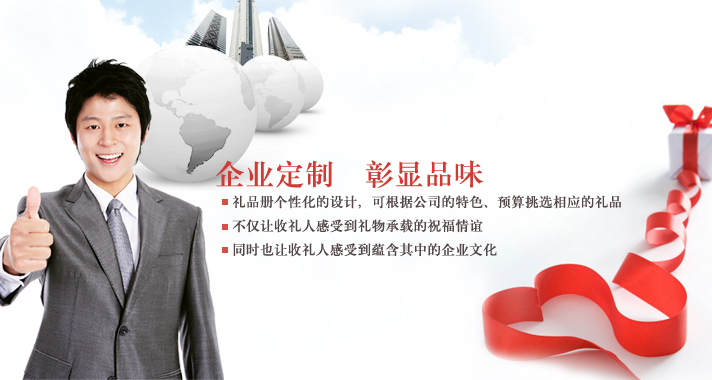 企业定制 彰显品味
礼品册个性化的设计，可根据公司的特色、预算挑选相应的礼品
不仅让收礼人感受到礼物承载的祝福情谊
同时也让收礼人感受到蕴含其中的企业文化